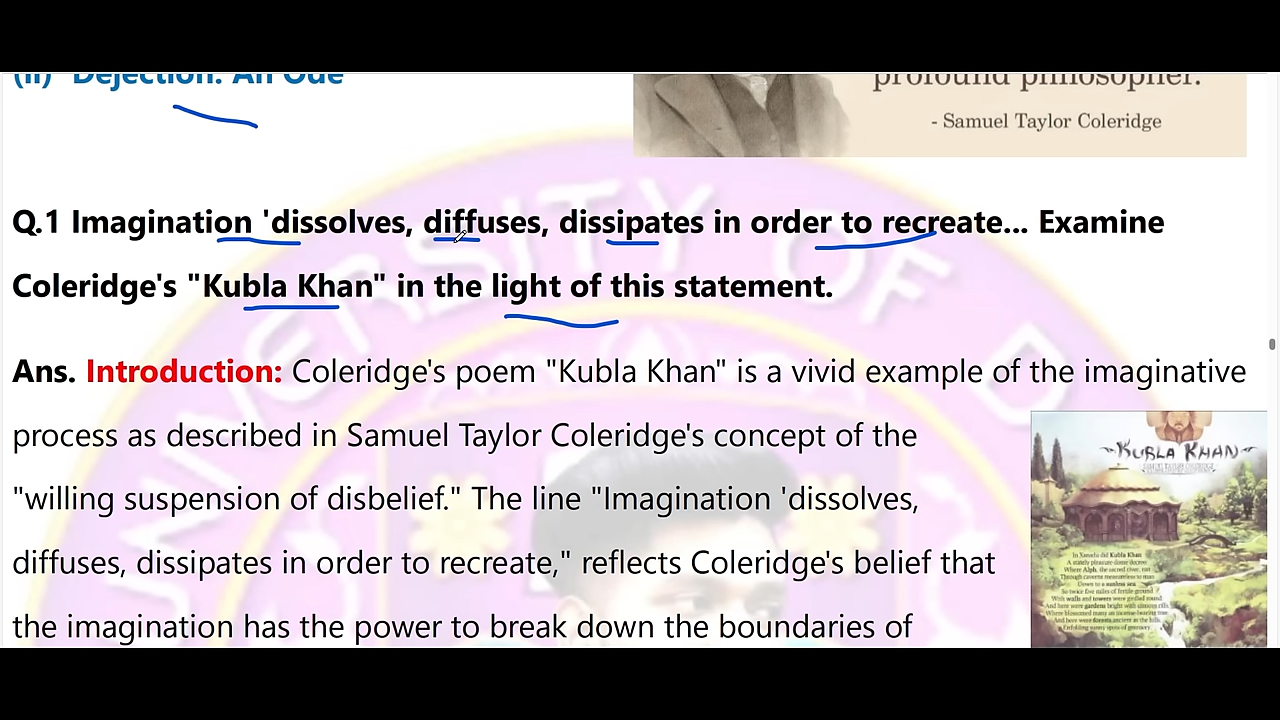 (ii) Dejection: An Ode
profound philosopher.
- Samuel Taylor Coleridge
Q.1 Imagination 'dissolves, diffuses, dissipates in order to recreate... Examine
Coleridge's "Kubla Khan" in the light of this statement.
Ans. Introduction: Coleridge's poem "Kubla Khan" is a vivid example of the imaginative
process as described in Samuel Taylor Coleridge's concept of the
"willing suspension of disbelief." The line "Imagination 'dissolves,
diffuses, dissipates in order to recreate," reflects Coleridge's belief that
the imagination has the power to break down the boundaries of
KUBLA KHAN
SAMUEL TAYLOR COLERIDGE
In Xanadu did Kubla Khan
A stately pleasure dome decree
Where Alph, the sacred river, ran
Through caverns measureless to man
Down to a sunless sea
So twice five miles of fertile ground
With walls and towers were girdled round
And here were gardens bright with sinuous rills
Where blossomed many an incense-bearing tree
And here were forests ancient as the hills
Enfolding sunny spots of greenery
UNIVERSITY OF D